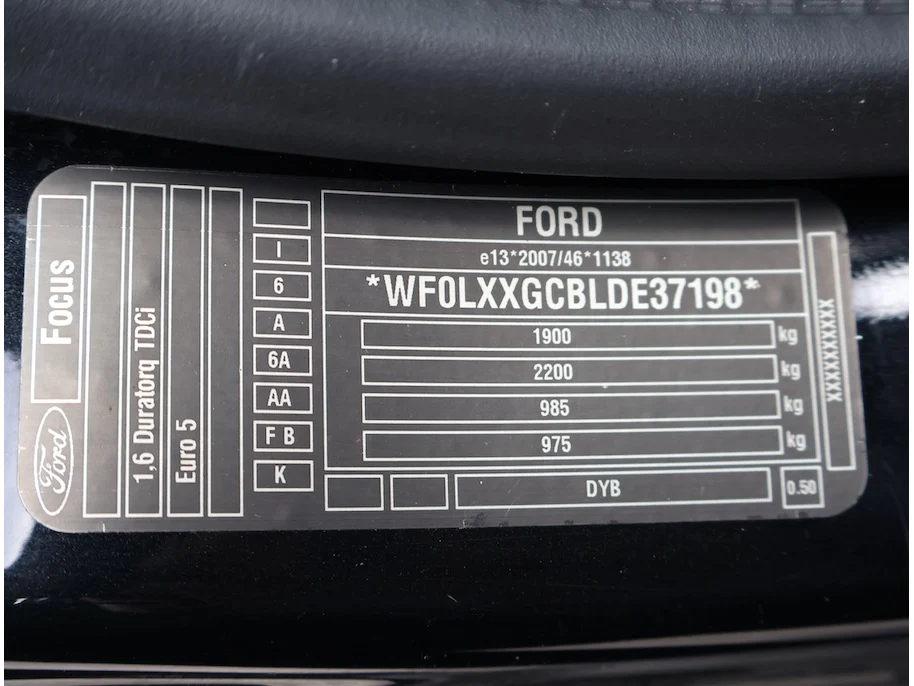 Focus
Ford
1,6 Duratorq TDCi
Euro 5
I
6
A
6A
AA
F B
K
FORD
e13*2007/46*1138
*WF0LXXGCBLDE37198*
1900 kg
2200 kg
985 kg
975 kg
DYB
0.50
XXXXXXXXXX